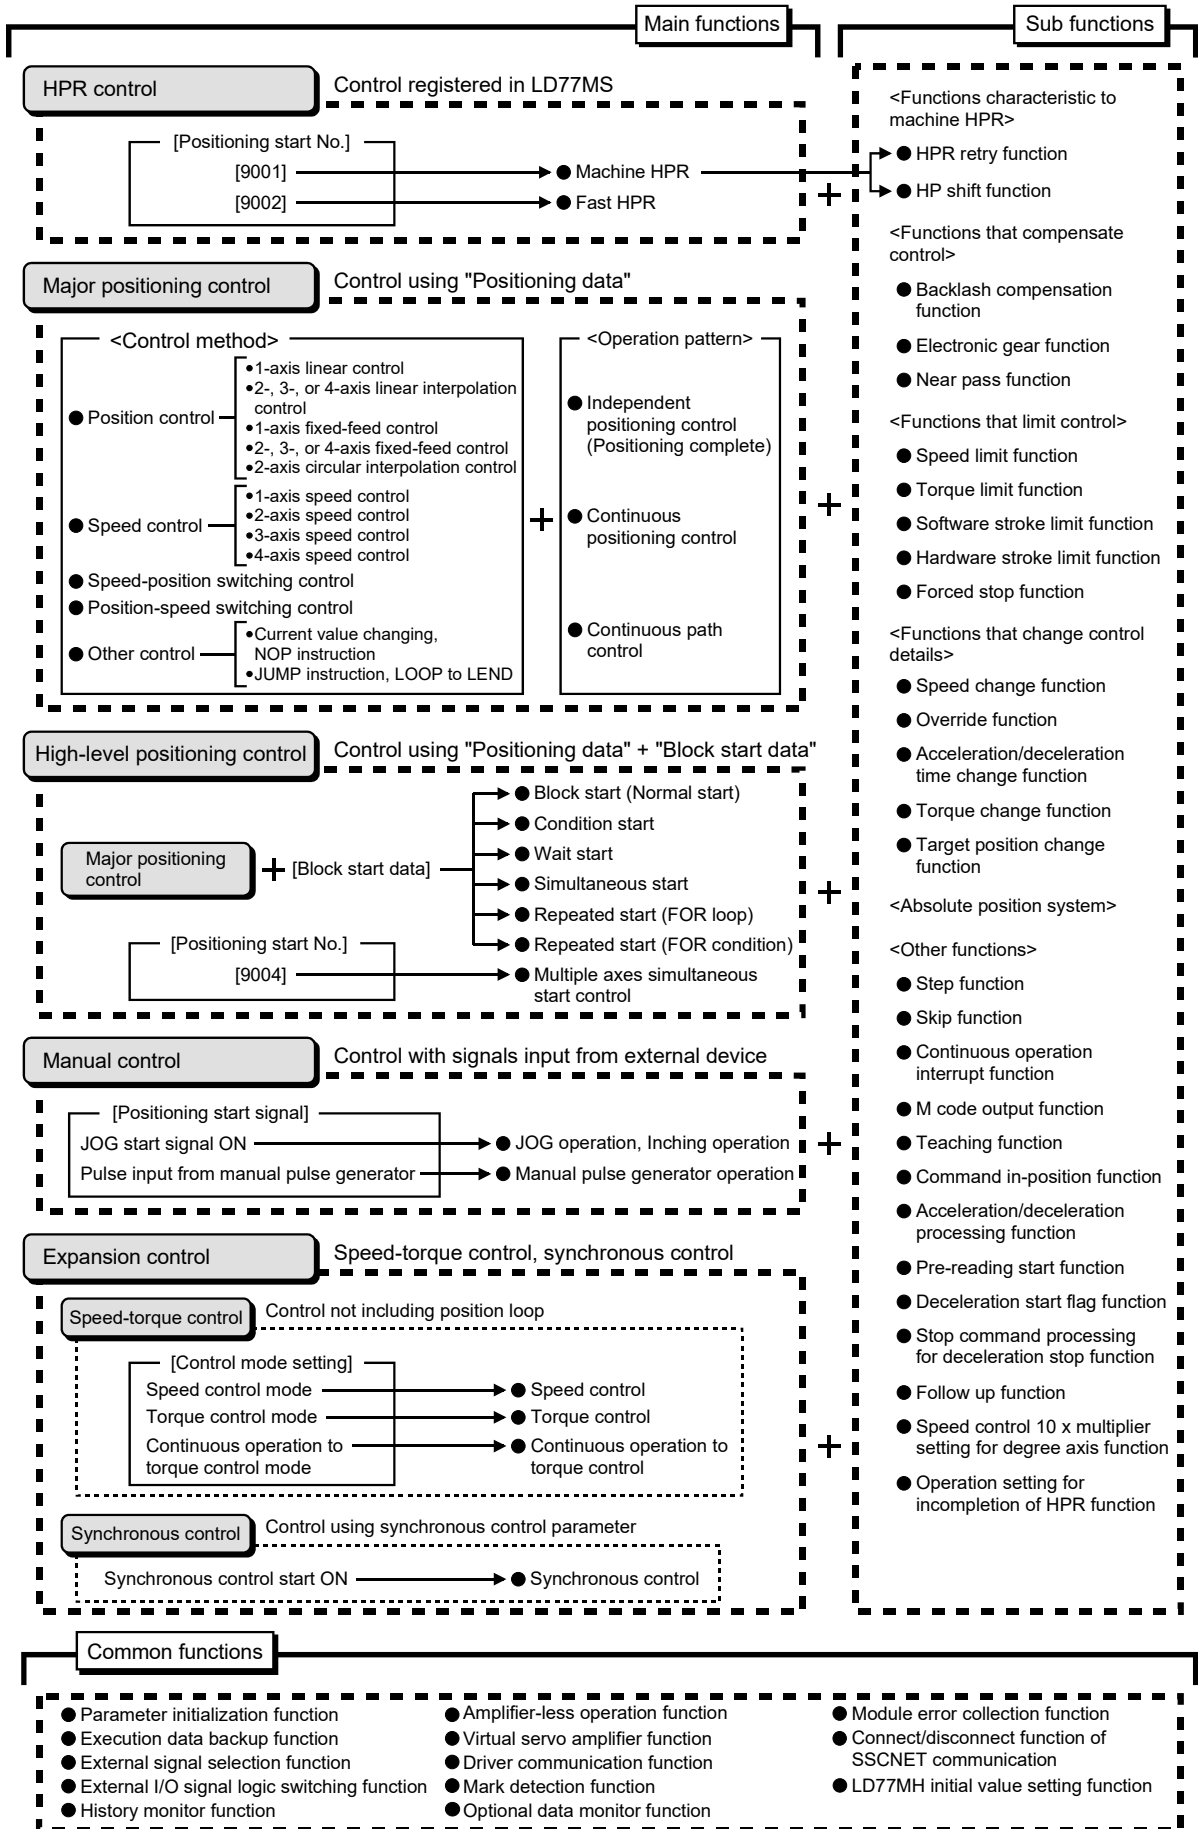 Main functions
Sub functions
HPR control
Control registered in LD77MS
[Positioning start No.]
[9001]
Machine HPR
[9002]
Fast HPR
Major positioning control
Control using "Positioning data"
<Control method>
Position control
•1-axis linear control
•2-, 3-, or 4-axis linear interpolation
control
•1-axis fixed-feed control
•2-, 3-, or 4-axis fixed-feed control
•2-axis circular interpolation control
Speed control
•1-axis speed control
•2-axis speed control
•3-axis speed control
•4-axis speed control
Speed-position switching control
Position-speed switching control
Other control
•Current value changing,
NOP instruction
•JUMP instruction, LOOP to LEND
<Operation pattern>
Independent
positioning control
(Positioning complete)
Continuous
positioning control
Continuous path
control
High-level positioning control
Control using "Positioning data" + "Block start data"
Major positioning
control
[Block start data]
Block start (Normal start)
Condition start
Wait start
Simultaneous start
Repeated start (FOR loop)
Repeated start (FOR condition)
[Positioning start No.]
[9004]
Multiple axes simultaneous
start control
Manual control
Control with signals input from external device
[Positioning start signal]
JOG start signal ON
JOG operation, Inching operation
Pulse input from manual pulse generator
Manual pulse generator operation
Expansion control
Speed-torque control, synchronous control
Speed-torque control
Control not including position loop
[Control mode setting]
Speed control mode
Speed control
Torque control mode
Torque control
Continuous operation to
torque control mode
Continuous operation to
torque control
Synchronous control
Control using synchronous control parameter
Synchronous control start ON
Synchronous control
<Functions characteristic to
machine HPR>
HPR retry function
HP shift function
<Functions that compensate
control>
Backlash compensation
function
Electronic gear function
Near pass function
<Functions that limit control>
Speed limit function
Torque limit function
Software stroke limit function
Hardware stroke limit function
Forced stop function
<Functions that change control
details>
Speed change function
Override function
Acceleration/deceleration
time change function
Torque change function
Target position change
function
<Absolute position system>
<Other functions>
Step function
Skip function
Continuous operation
interrupt function
M code output function
Teaching function
Command in-position function
Acceleration/deceleration
processing function
Pre-reading start function
Deceleration start flag function
Stop command processing
for deceleration stop function
Follow up function
Speed control 10 x multiplier
setting for degree axis function
Operation setting for
incompletion of HPR function
Common functions
Parameter initialization function
Execution data backup function
External signal selection function
External I/O signal logic switching function
History monitor function
Amplifier-less operation function
Virtual servo amplifier function
Driver communication function
Mark detection function
Optional data monitor function
Module error collection function
Connect/disconnect function of
SSCNET communication
LD77MH initial value setting function